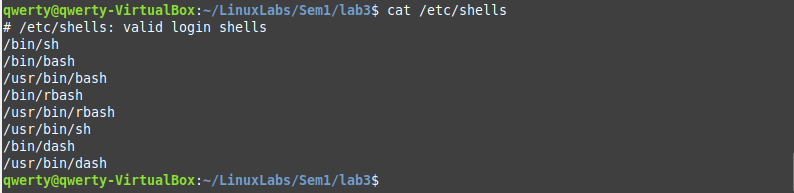 qwerty@qwerty-VirtualBox:~/LinuxLabs/Sem1/lab3$ cat /etc/shells
# /etc/shells: valid login shells
/bin/sh
/bin/bash
/usr/bin/bash
/bin/rbash
/usr/bin/rbash
/usr/bin/sh
/bin/dash
/usr/bin/dash
qwerty@qwerty-VirtualBox:~/LinuxLabs/Sem1/lab3$